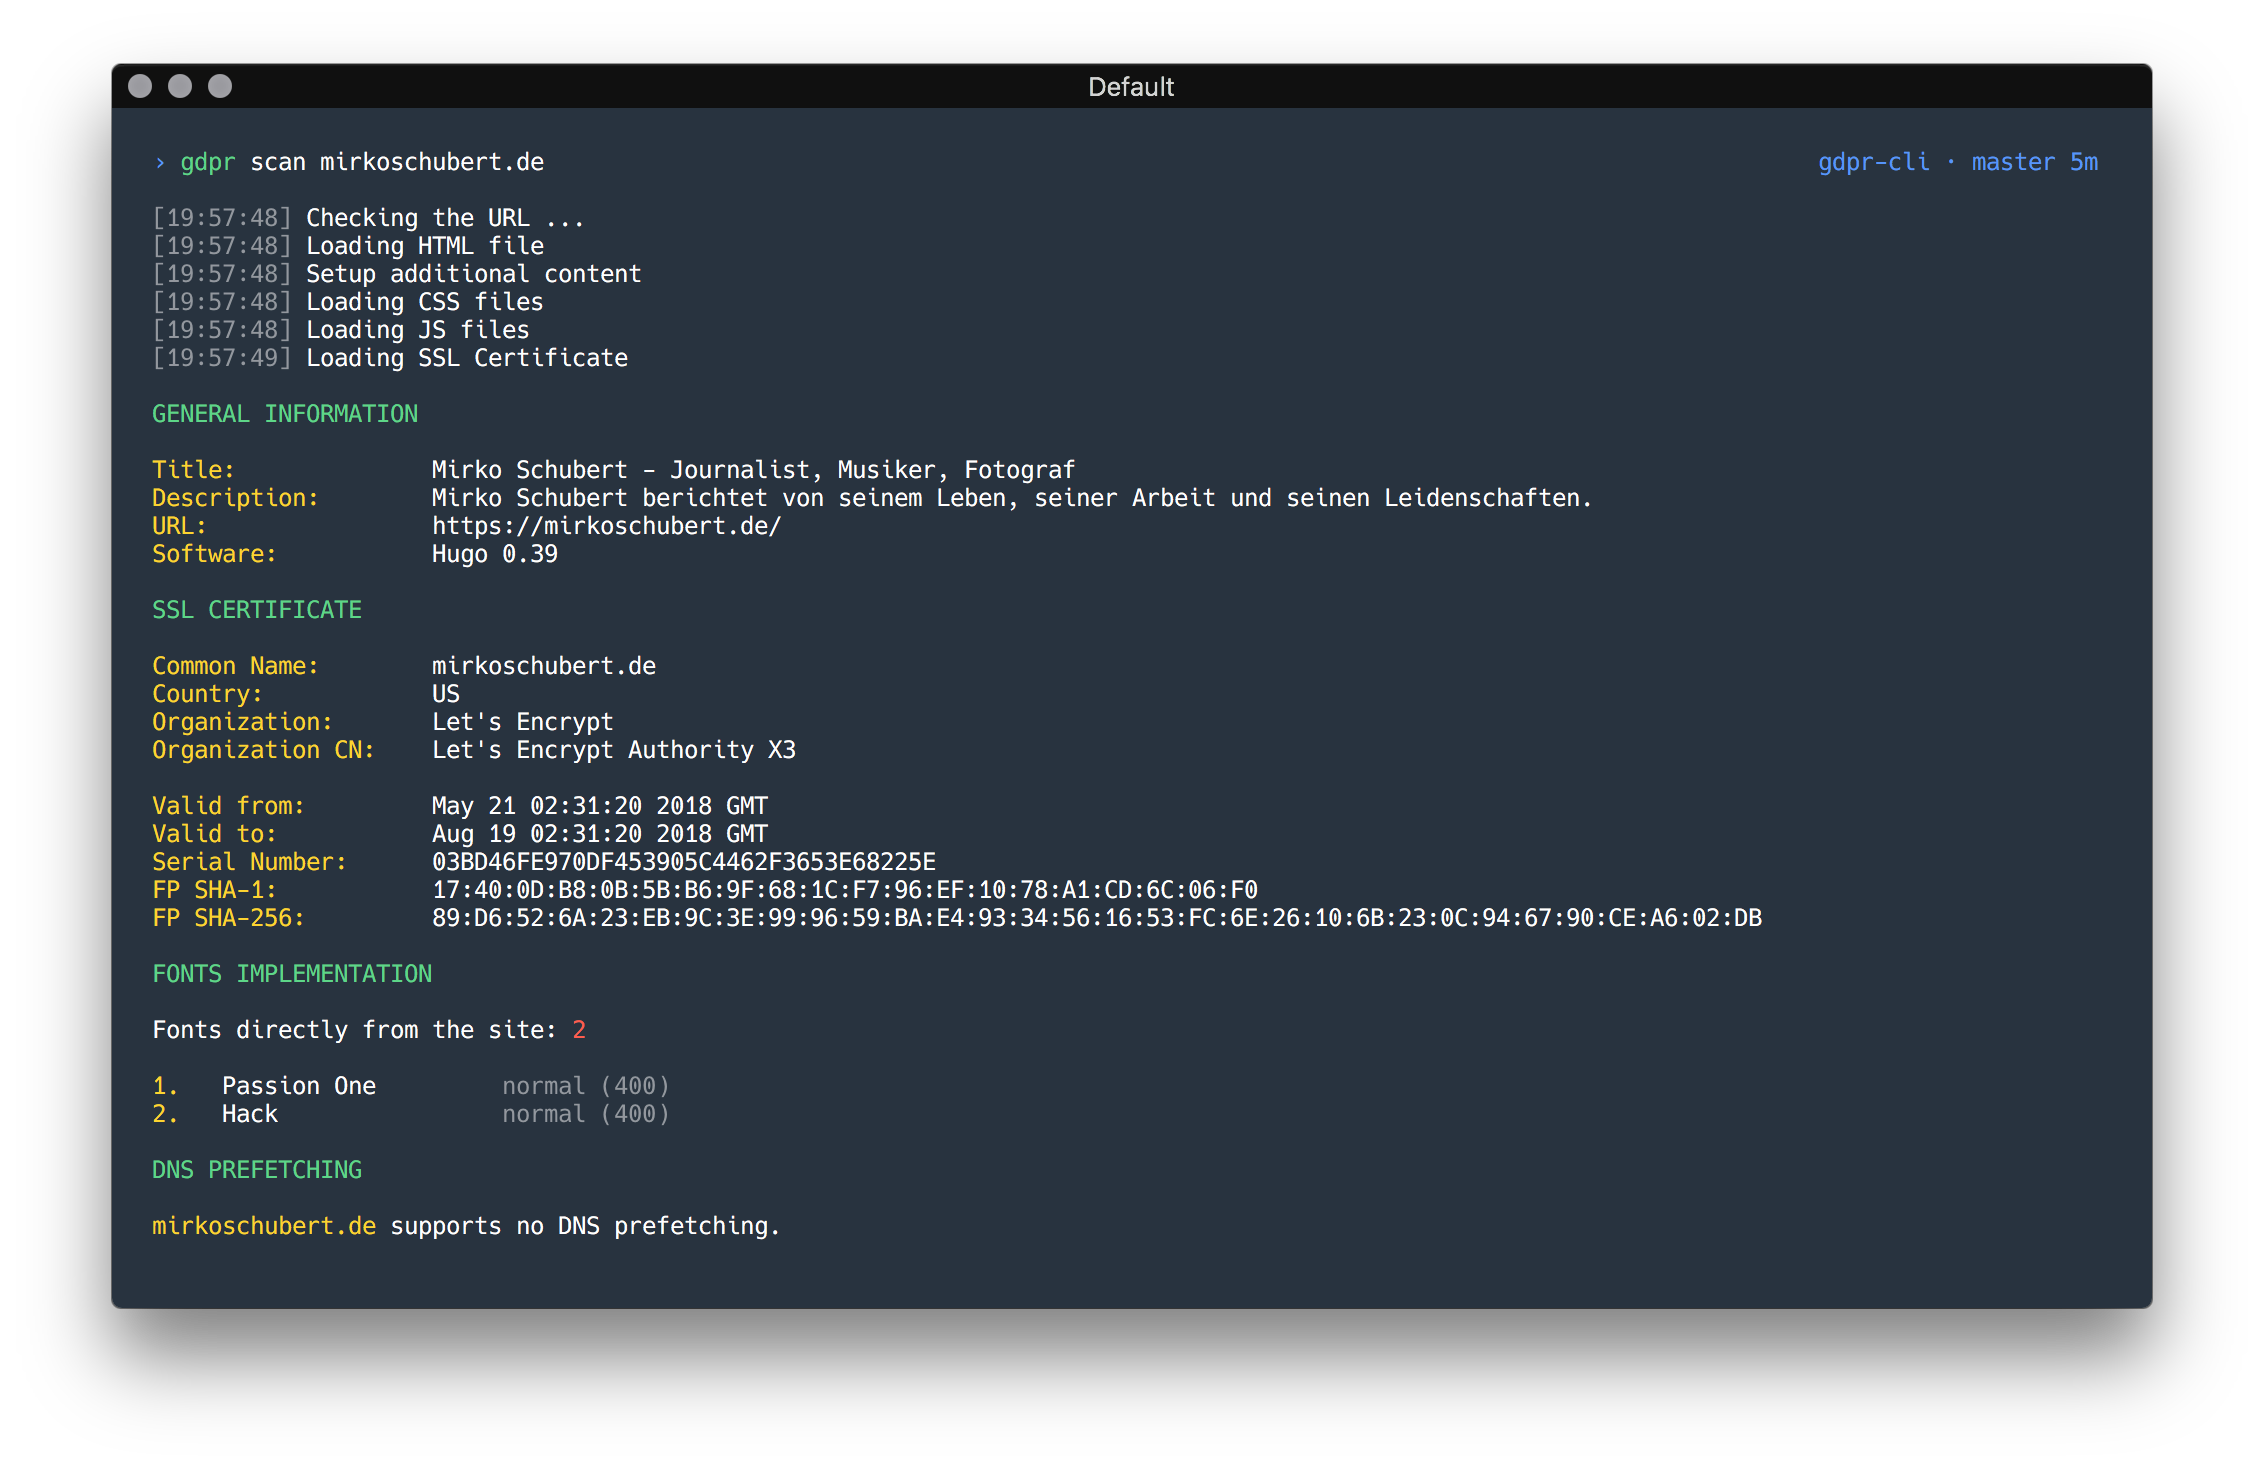 Default
› gdpr scan mirkoschubert.de gdpr-cli · master 5m
[19:57:48] Checking the URL ...
[19:57:48] Loading HTML file
[19:57:48] Setup additional content
[19:57:48] Loading CSS files
[19:57:48] Loading JS files
[19:57:49] Loading SSL Certificate
GENERAL INFORMATION
Title: Mirko Schubert - Journalist, Musiker, Fotograf
Description: Mirko Schubert berichtet von seinem Leben, seiner Arbeit und seinen Leidenschaften.
URL: https://mirkoschubert.de/
Software: Hugo 0.39
SSL CERTIFICATE
Common Name: mirkoschubert.de
Country: US
Organization: Let's Encrypt
Organization CN: Let's Encrypt Authority X3
Valid from: May 21 02:31:20 2018 GMT
Valid to: Aug 19 02:31:20 2018 GMT
Serial Number: 03BD46FE970DF453905C4462F3653E68225E
FP SHA-1: 17:40:0D:B8:0B:5B:B6:9F:68:1C:F7:96:EF:10:78:A1:CD:6C:06:F0
FP SHA-256: 89:D6:52:6A:23:EB:9C:3E:99:96:59:BA:E4:93:34:56:16:53:FC:6E:26:10:6B:23:0C:94:67:90:CE:A6:02:DB
FONTS IMPLEMENTATION
Fonts directly from the site: 2
1. Passion One normal (400)
2. Hack normal (400)
DNS PREFETCHING
mirkoschubert.de supports no DNS prefetching.